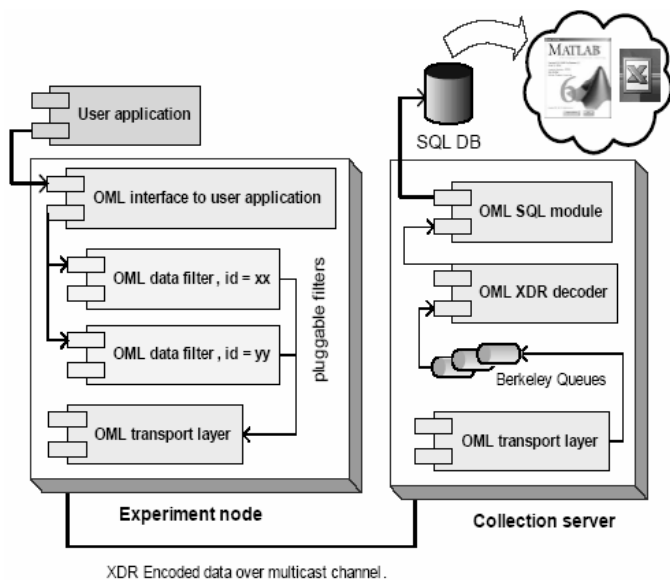 MATLAB
6
X
SQL DB
User application
OML interface to user application
OML data filter, id = xx
OML data filter, id = yy
pluggable filters
OML transport layer
Experiment node
OML SQL module
OML XDR decoder
Berkeley Queues
OML transport layer
Collection server
XDR Encoded data over multicast channel.